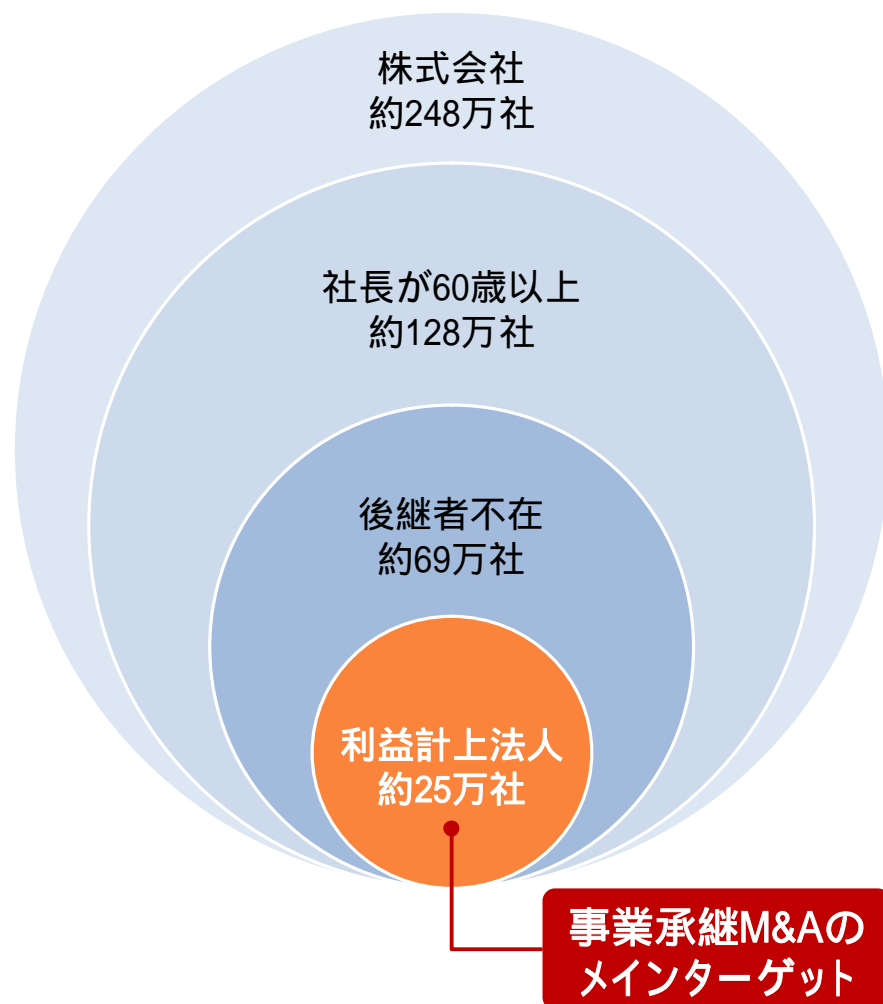 株式会社
約248万社
社長が60歳以上
約128万社
後継者不在
約69万社
利益計上法人
約25万社
事業承継M&Aの
メインターゲット